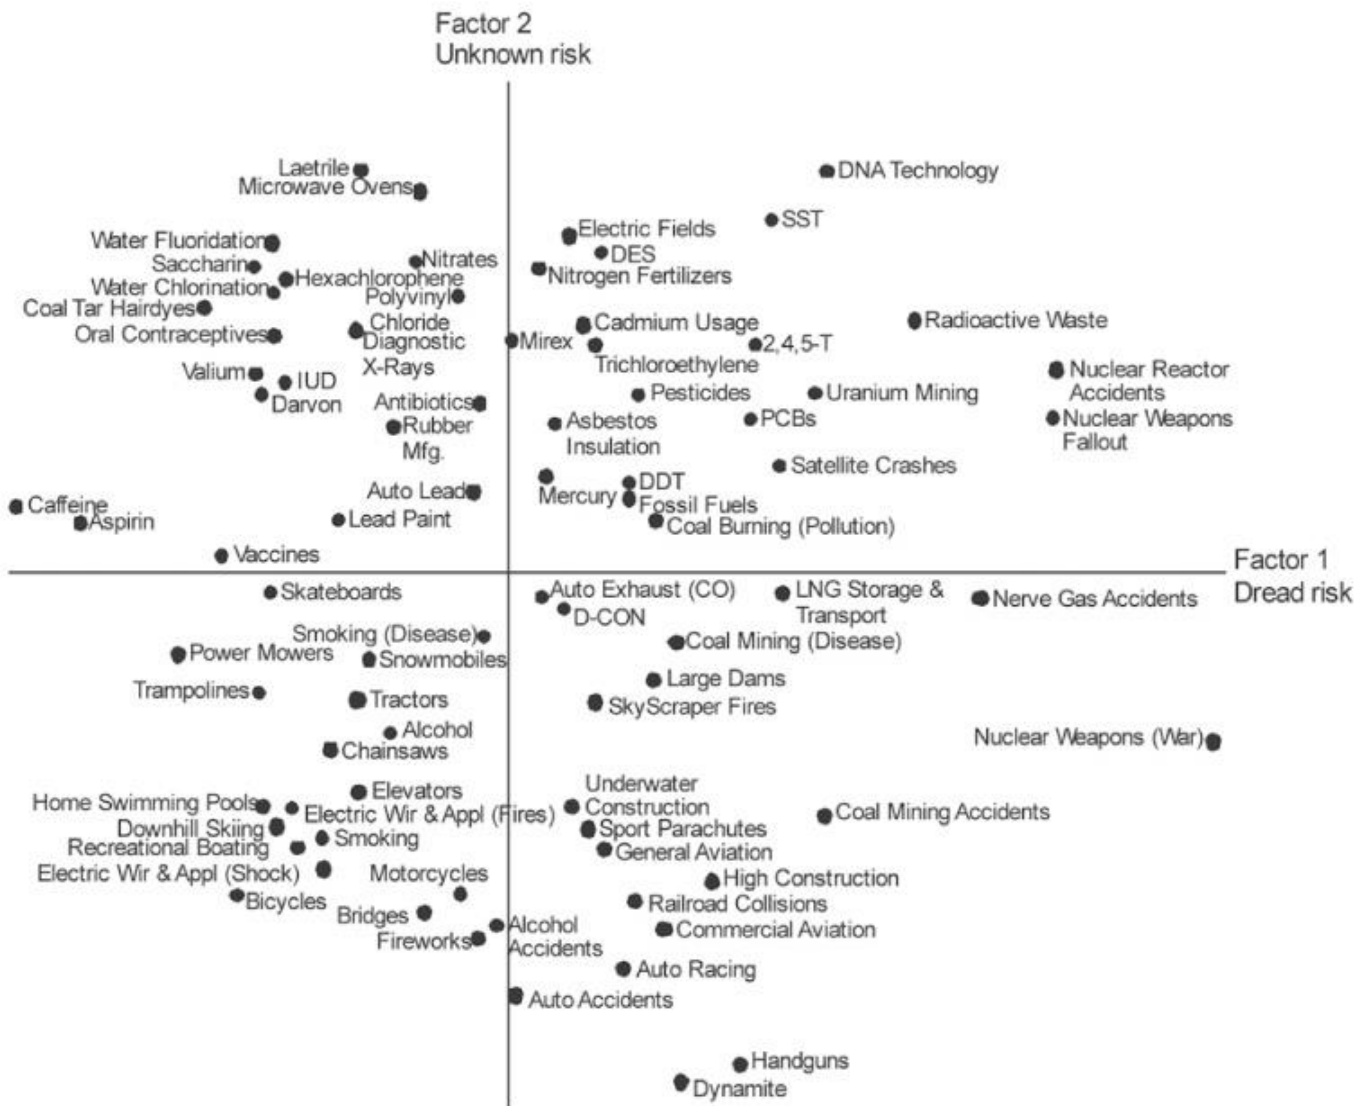 Factor 2
Unknown risk
Laetrile
DNA Technology
Microwave Ovens
SST
Electric Fields
Water Fluoridation
DES
Nitrates
Saccharin
Nitrogen Fertilizers
Hexachlorophene
Water Chlorination
Polyvinyl
Coal Tar Hairdyes
Chloride
Cadmium Usage
Radioactive Waste
Oral Contraceptives
Diagnostic
X-Rays
Mirex
2,4,5-T
Trichloroethylene
Nuclear Reactor
Accidents
Valium
IUD
Darvon
Antibiotics
Pesticides
Uranium Mining
Rubber
Mfg.
Asbestos
Insulation
PCBs
Nuclear Weapons
Fallout
Satellite Crashes
Auto Lead
DDT
Mercury
Fossil Fuels
Caffeine
Aspirin
Lead Paint
Coal Burning (Pollution)
Vaccines
Factor 1
Dread risk
Skateboards
Auto Exhaust (CO)
LNG Storage &
Transport
Nerve Gas Accidents
D-CON
Smoking (Disease)
Coal Mining (Disease)
Power Mowers
Snowmobiles
Large Dams
Trampolines
Tractors
SkyScraper Fires
Alcohol
Chainsaws
Nuclear Weapons (War)
Elevators
Underwater
Construction
Home Swimming Pools
Electric Wir & Appl (Fires)
Coal Mining Accidents
Downhill Skiing
Smoking
Sport Parachutes
Recreational Boating
General Aviation
Electric Wir & Appl (Shock)
Motorcycles
High Construction
Bicycles
Bridges
Railroad Collisions
Fireworks
Alcohol
Accidents
Commercial Aviation
Auto Racing
Auto Accidents
Handguns
Dynamite